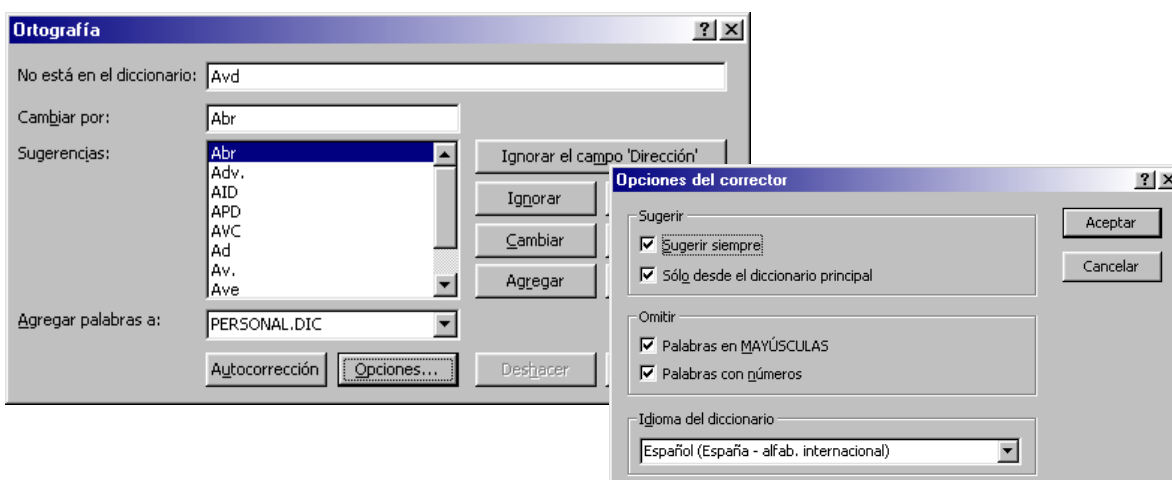 Ortografía
No está en el diccionario: Avd
Cambiar por: Abr
Sugerencias:
Abr
Adv.
AID
APD
AVC
Ad
Av.
Ave
Ignorar el campo 'Dirección'
Ignorar
Cambiar
Agregar
Agregar palabras a: PERSONAL.DIC
Autocorrección Opciones... Deshacer
Opciones del corrector
Sugerir
Sugerir siempre
Sólo desde el diccionario principal
Aceptar
Cancelar
Omitir
Palabras en MAYÚSCULAS
Palabras con números
Idioma del diccionario
Español (España - alfab. internacional)